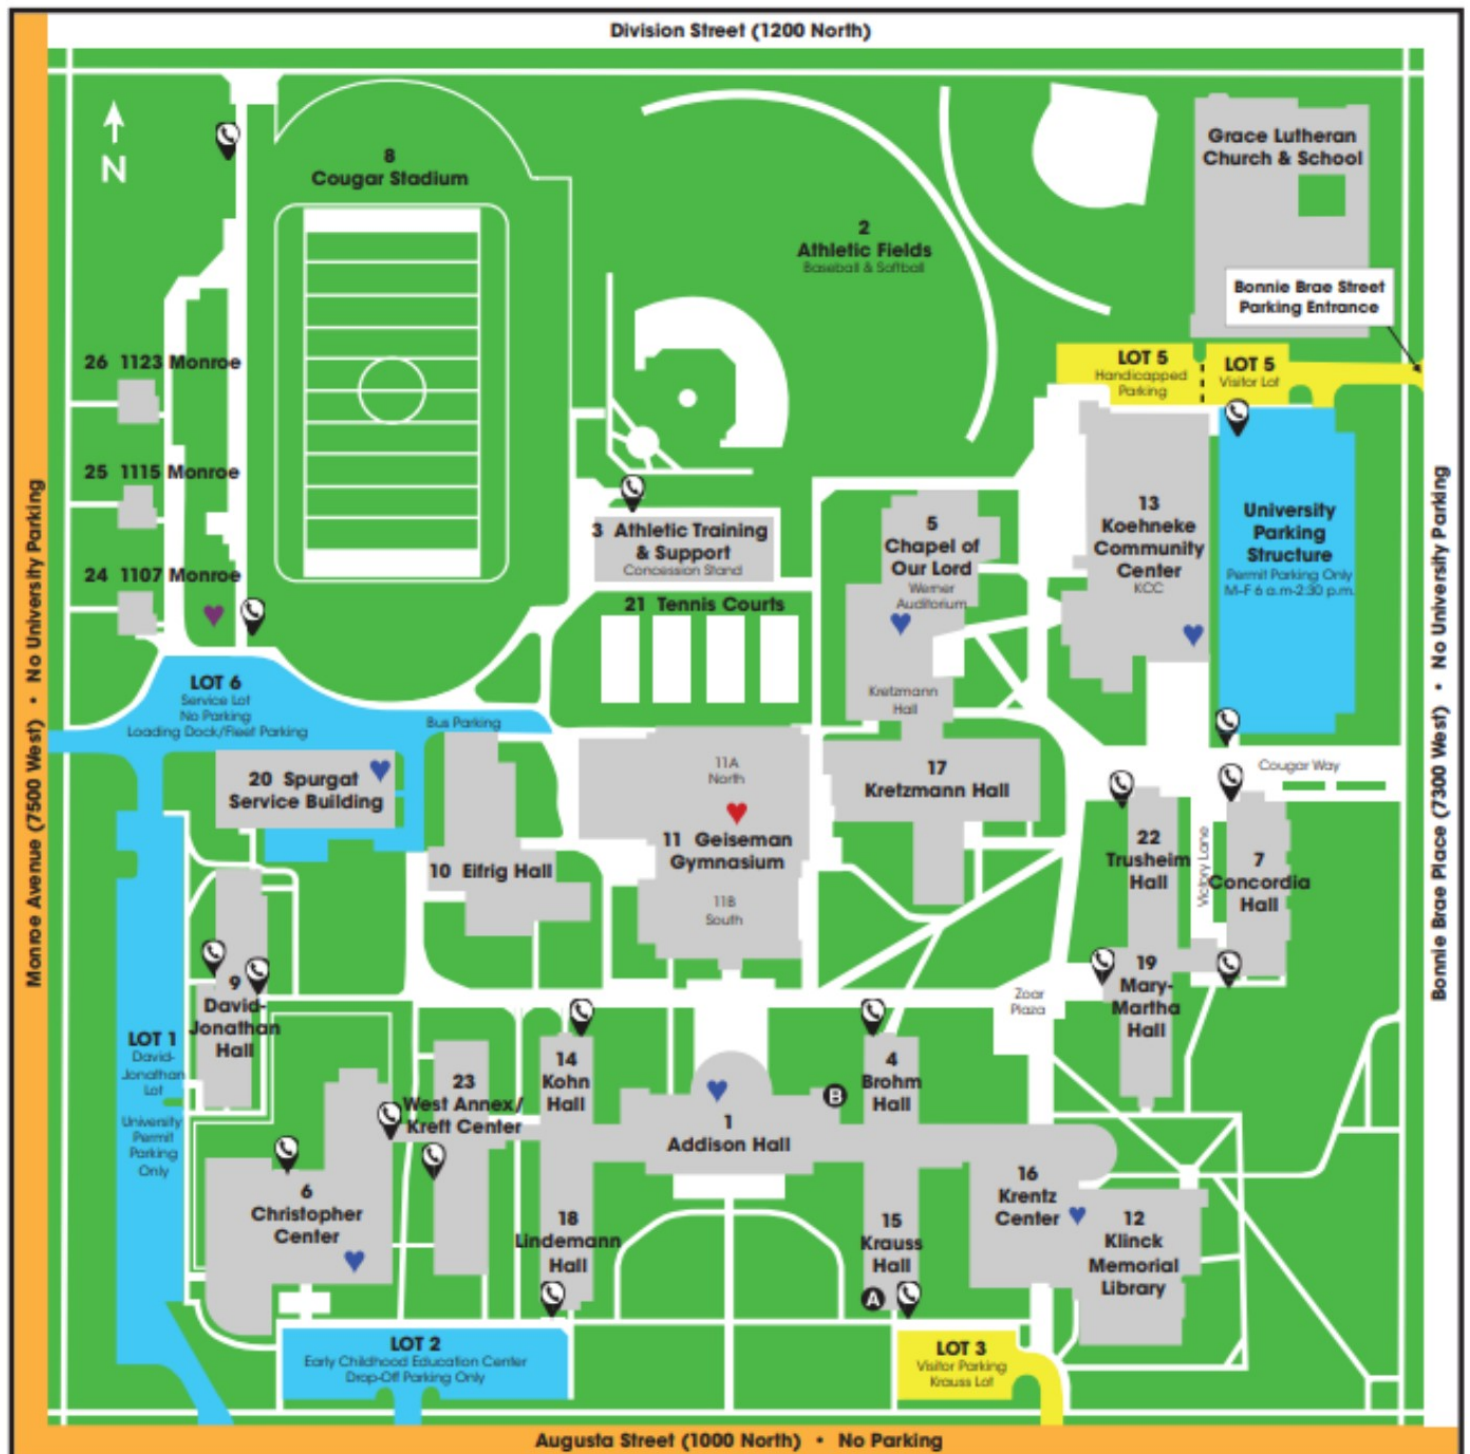 Division Street (1200 North)
N
8
Cougar Stadium
Grace Lutheran
Church & School
2
Athletic Fields
Baseball & Softball
Bonnie Brae Street
Parking Entrance
26 1123 Monroe
LOT 5
Handicapped
Parking
LOT 5
Visitor Lot
25 1115 Monroe
24 1107 Monroe
3 Athletic Training
& Support
Concession Stand
21 Tennis Courts
5
Chapel of
Our Lord
Werner
Auditorium
Kretzmann
Hall
13
Koehneke
Community
Center
KCC
University
Parking
Structure
Permit Parking Only
M–F 6 a.m-2:30 p.m.
Monroe Avenue (7500 West) • No University Parking
Bonnie Brae Place (7300 West) • No University Parking
LOT 6
Service Lot
No Parking
Loading Dock/Fleet Parking
Bus Parking
20 Spurgat
Service Building
11A
North
11 Geiseman
Gymnasium
11B
South
17
Kretzmann Hall
Cougar Way
10 Eifrig Hall
22
Trusheim
Hall
Victory Lane
7
Concordia
Hall
9
David-
Jonathan
Hall
19
Mary-
Martha
Hall
Zoar
Plaza
LOT 1
David-
Jonathan
Lot
University
Permit
Parking
Only
23
West Annex/
Kreft Center
14
Kohn
Hall
1
Addison Hall
B
4
Brohm
Hall
6
Christopher
Center
18
Lindemann
Hall
15
Krauss
Hall
A
16
Krentz
Center
12
Klinck
Memorial
Library
LOT 2
Early Childhood Education Center
Drop-Off Parking Only
LOT 3
Visitor Parking
Krauss Lot
Augusta Street (1000 North) • No Parking